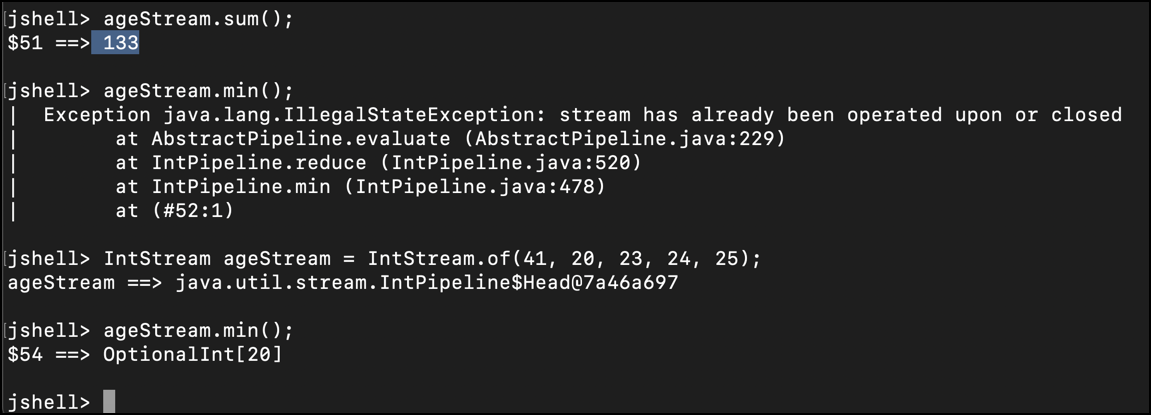 jshell> ageStream.sum();
$51 ==> 133
jshell> ageStream.min();
|  Exception java.lang.IllegalStateException: stream has already been operated upon or closed
|        at AbstractPipeline.evaluate (AbstractPipeline.java:229)
|        at IntPipeline.reduce (IntPipeline.java:520)
|        at IntPipeline.min (IntPipeline.java:478)
|        at (#52:1)
jshell> IntStream ageStream = IntStream.of(41, 20, 23, 24, 25);
ageStream ==> java.util.stream.IntPipeline$Head@7a46a697
jshell> ageStream.min();
$54 ==> OptionalInt[20]
jshell>